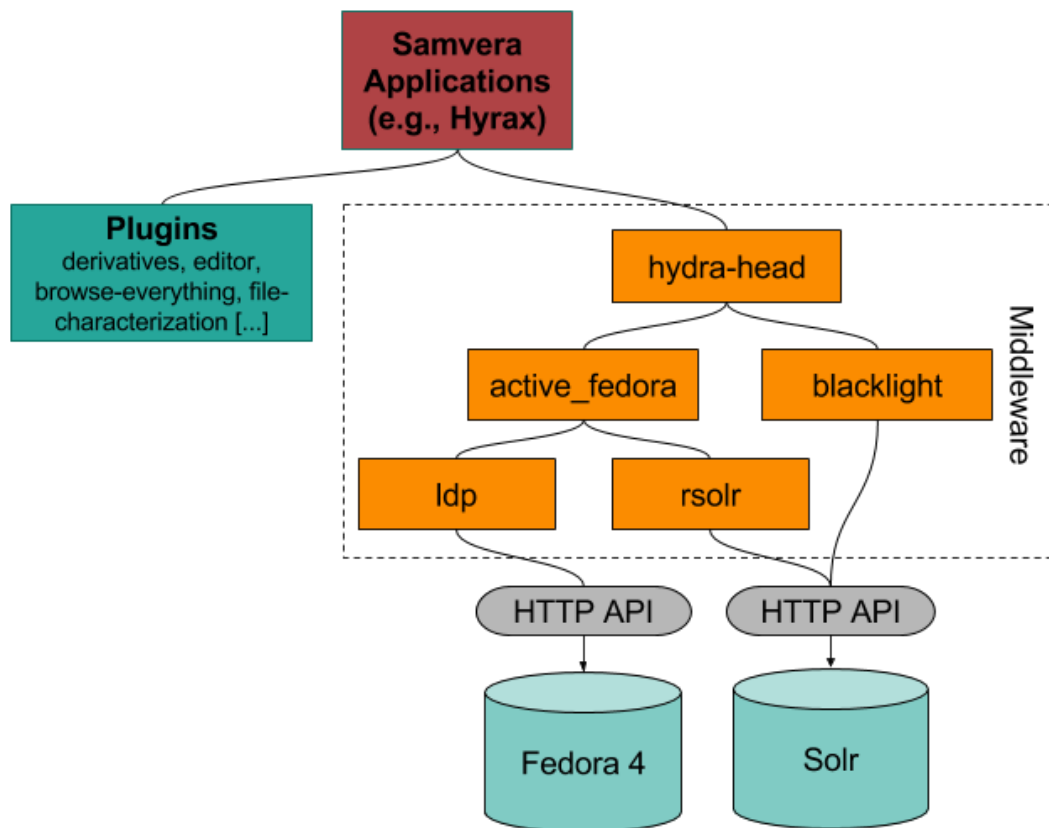 Samvera
Applications
(e.g., Hyrax)
Plugins
derivatives, editor,
browse-everything, file-
characterization [...]
hydra-head
Middleware
active_fedora
blacklight
ldp
rsolr
HTTP API
HTTP API
Fedora 4
Solr